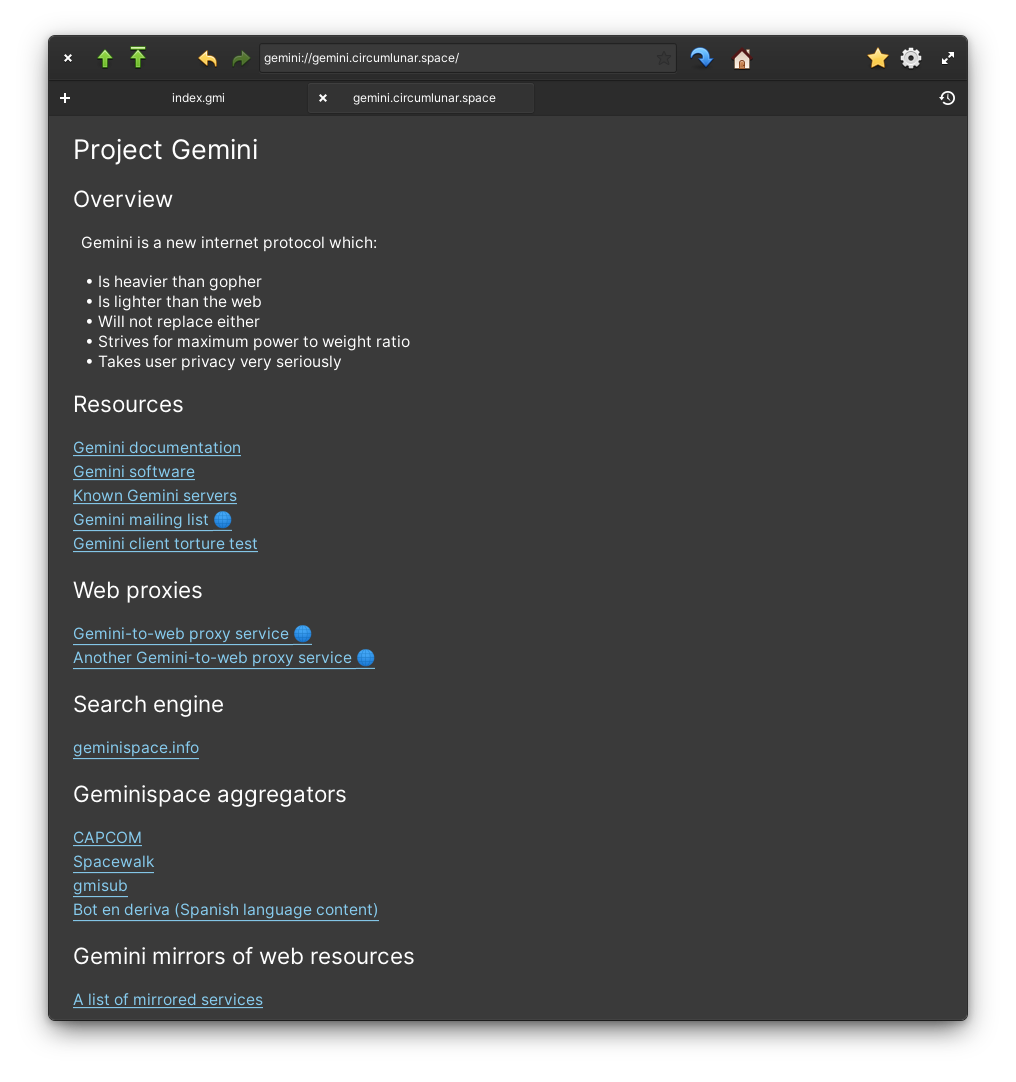 gemini://gemini.circumlunar.space/
index.gmi
gemini.circumlunar.space
Project Gemini
Overview
Gemini is a new internet protocol which:
• Is heavier than gopher
• Is lighter than the web
• Will not replace either
• Strives for maximum power to weight ratio
• Takes user privacy very seriously
Resources
Gemini documentation
Gemini software
Known Gemini servers
Gemini mailing list
Gemini client torture test
Web proxies
Gemini-to-web proxy service
Another Gemini-to-web proxy service
Search engine
geminispace.info
Geminispace aggregators
CAPCOM
Spacewalk
gmisub
Bot en deriva (Spanish language content)
Gemini mirrors of web resources
A list of mirrored services